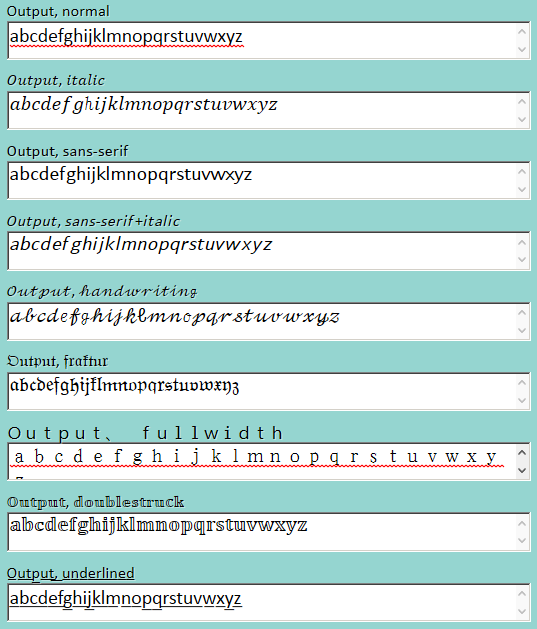 Output, normal
abcdefghijklmnopqrstuvwxyz
Output, italic
abcdefghijklmnopqrstuvwxyz
Output, sans-serif
abcdefghijklmnopqrstuvwxyz
Output, sans-serif+italic
abcdefghijklmnopqrstuvwxyz
Output, handwriting
abcdefghijklmnopqrstuvwxyz
Output, fraktur
abcdefghijklmnopqrstuvwxyz
Ｏｕｔｐｕｔ、　ｆｕｌｌｗｉｄｔｈ
ａｂｃｄｅｆｇｈｉｊｋｌｍｎｏｐｑｒｓｔｕｖｗｘｙ
Output, doublestruck
abcdefghijklmnopqrstuvwxyz
Output, underlined
abcdefghijklmnopqrstuvwxyz